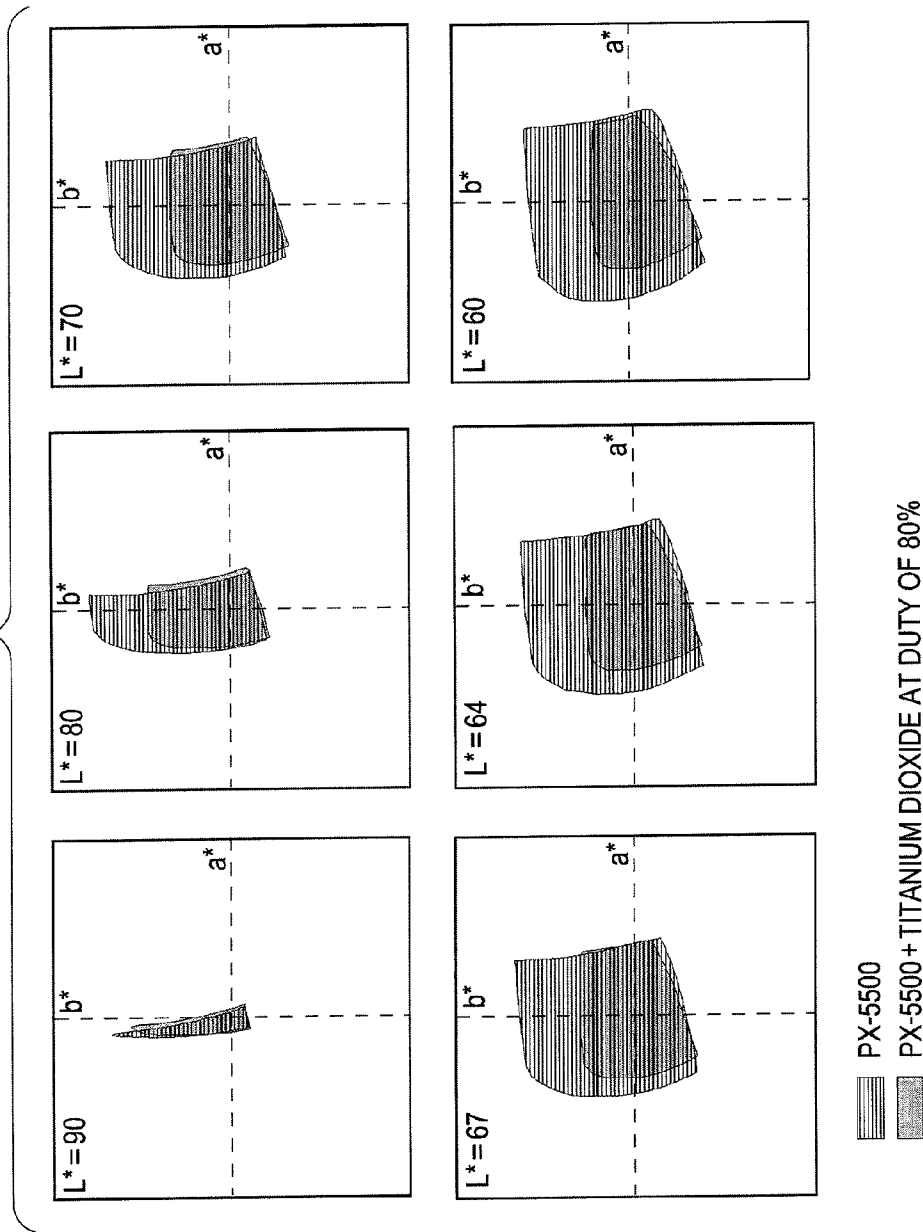 L*=90
b*
a*
L*=80
b*
a*
L*=70
b*
a*
L*=67
b*
a*
L*=64
b*
a*
L*=60
b*
a*
PX-5500
PX-5500+TITANIUM DIOXIDE AT DUTY OF 80%